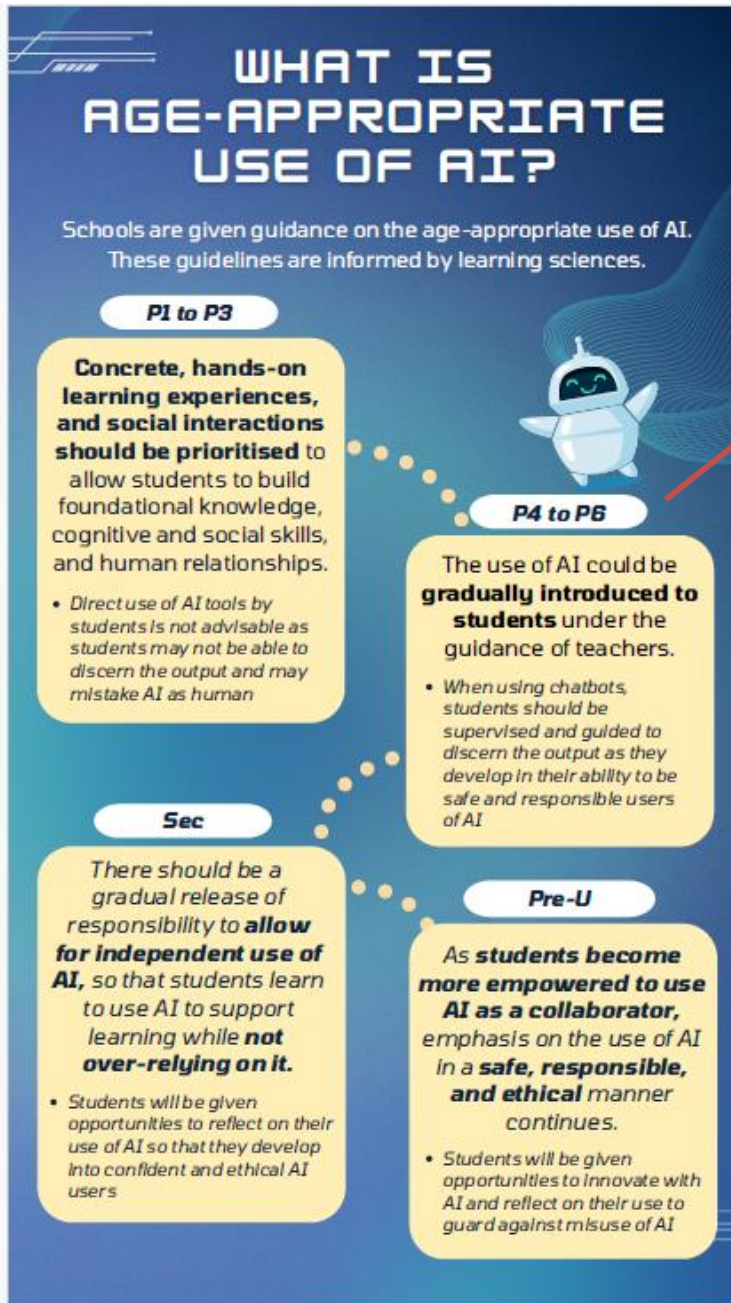 WHAT IS
AGE-APPROPRIATE
USE OF AI?
Schools are given guidance on the age-appropriate use of AI.
These guidelines are informed by learning sciences.
P1 to P3
Concrete, hands-on
learning experiences,
and social interactions
should be prioritised to
allow students to build
foundational knowledge,
cognitive and social skills,
and human relationships.
• Direct use of AI tools by
students is not advisable as
students may not be able to
discern the output and may
mistake AI as human
P4 to P6
The use of AI could be
gradually introduced to
students under the
guidance of teachers.
• When using chatbots,
students should be
supervised and guided to
discern the output as they
develop in their ability to be
safe and responsible users
of AI
Sec
There should be a
gradual release of
responsibility to allow
for independent use of
AI, so that students learn
to use AI to support
learning while not
over-relying on it.
• Students will be given
opportunities to reflect on their
use of AI so that they develop
into confident and ethical AI
users
Pre-U
As students become
more empowered to use
AI as a collaborator,
emphasis on the use of AI
in a safe, responsible,
and ethical manner
continues.
• Students will be given
opportunities to innovate with
AI and reflect on their use to
guard against misuse of AI